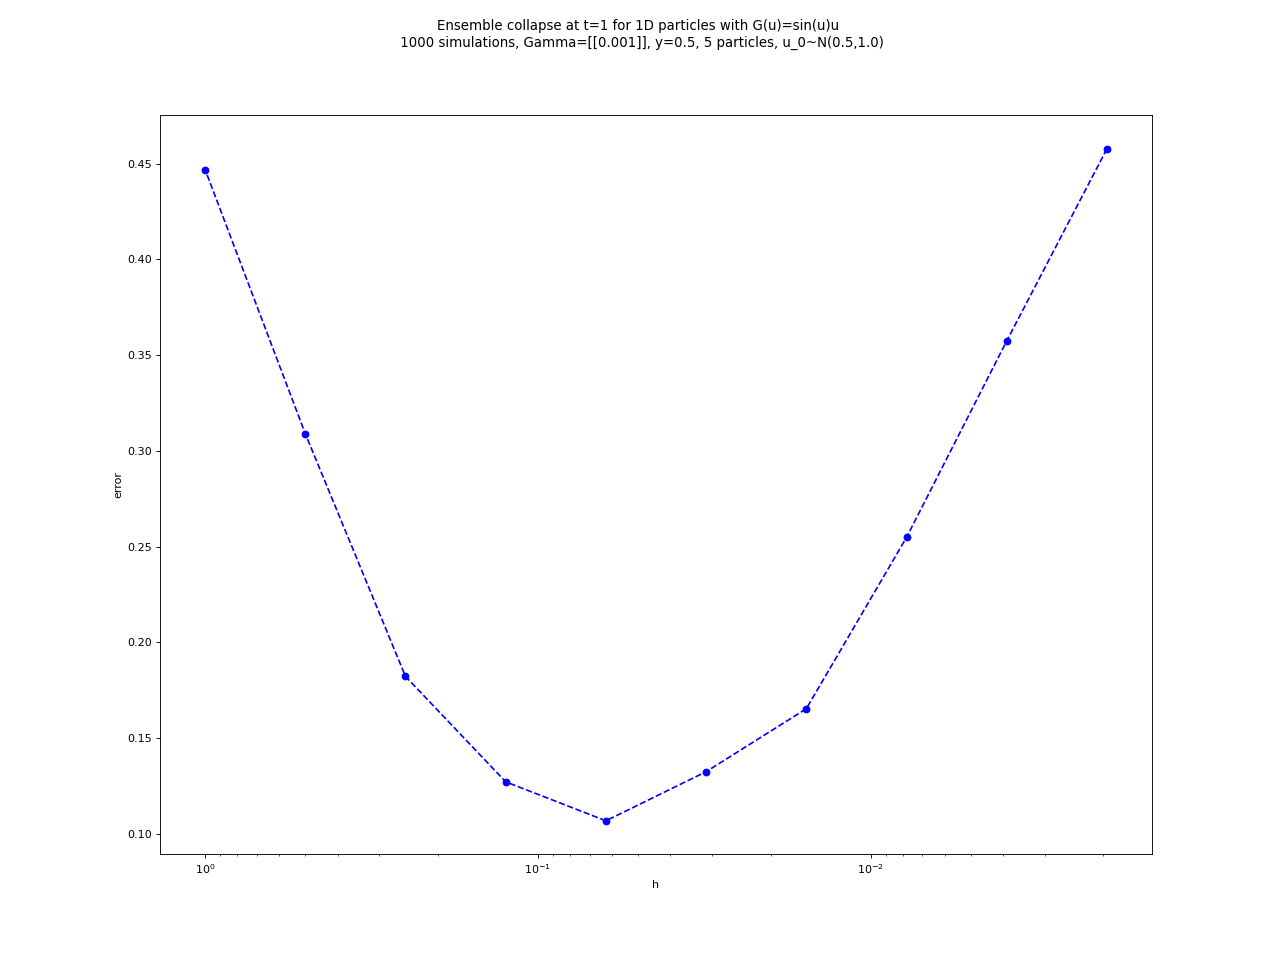 Ensemble collapse at t=1 for 1D particles with G(u)=sin(u)u
1000 simulations, Gamma=[[0.001]], y=0.5, 5 particles, u_0~N(0.5,1.0)
0.45
0.40
0.35
0.30
0.25
0.20
0.15
0.10
error
10⁰ 10⁻¹ 10⁻²
h